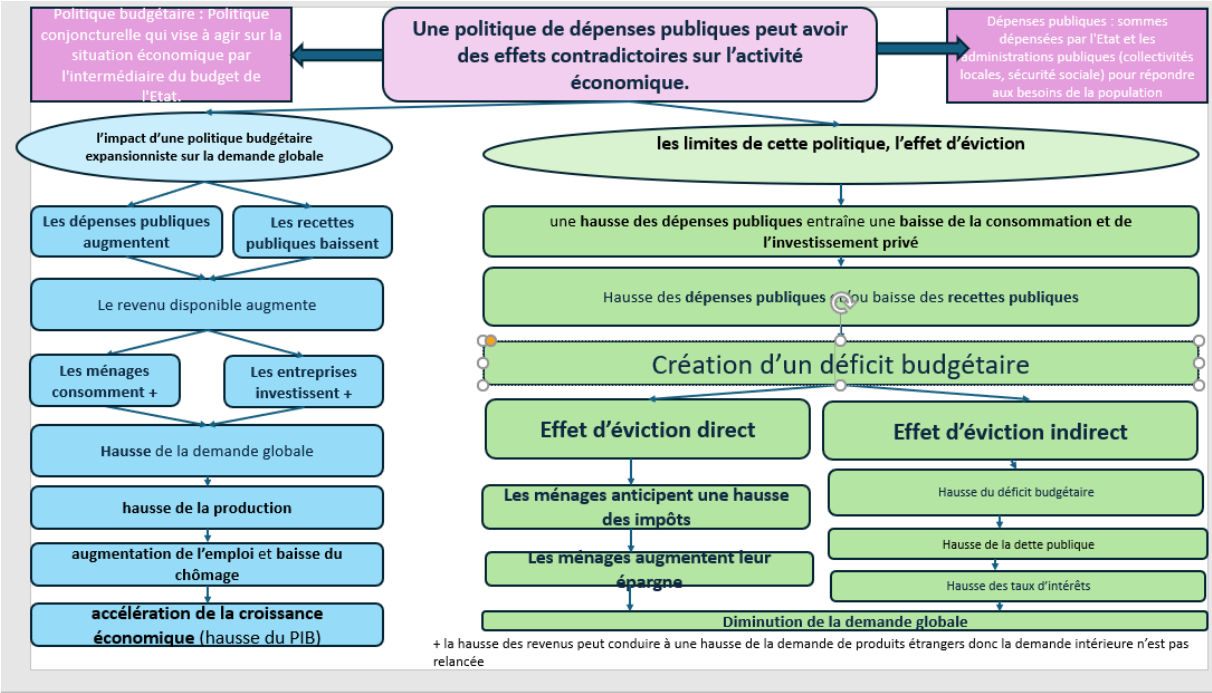 Politique budgétaire : Politique
conjoncturelle qui vise à agir sur la
situation économique par
l'intermédiaire du budget de
l'Etat.
Une politique de dépenses publiques peut avoir
des effets contradictoires sur l'activité
économique.
Dépenses publiques : sommes
dépensées par l'Etat et les
administrations publiques (collectivités
locales, sécurité sociale) pour répondre
aux besoins de la population
l'impact d'une politique budgétaire
expansionniste sur la demande globale
les limites de cette politique, l'effet d'éviction
Les dépenses publiques
augmentent
Les recettes
publiques baissent
Le revenu disponible augmente
Les ménages
consomment +
Les entreprises
investissent +
Hausse de la demande globale
hausse de la production
augmentation de l'emploi et baisse du
chômage
accélération de la croissance
économique (hausse du PIB)
une hausse des dépenses publiques entraîne une baisse de la consommation et de
l'investissement privé
Hausse des dépenses publiques et/ou baisse des recettes publiques
Création d'un déficit budgétaire
Effet d'éviction direct
Les ménages anticipent une hausse
des impôts
Les ménages augmentent leur
épargne
Effet d'éviction indirect
Hausse du déficit budgétaire
Hausse de la dette publique
Hausse des taux d'intérêts
Diminution de la demande globale
+ la hausse des revenus peut conduire à une hausse de la demande de produits étrangers donc la demande intérieure n'est pas
relancée